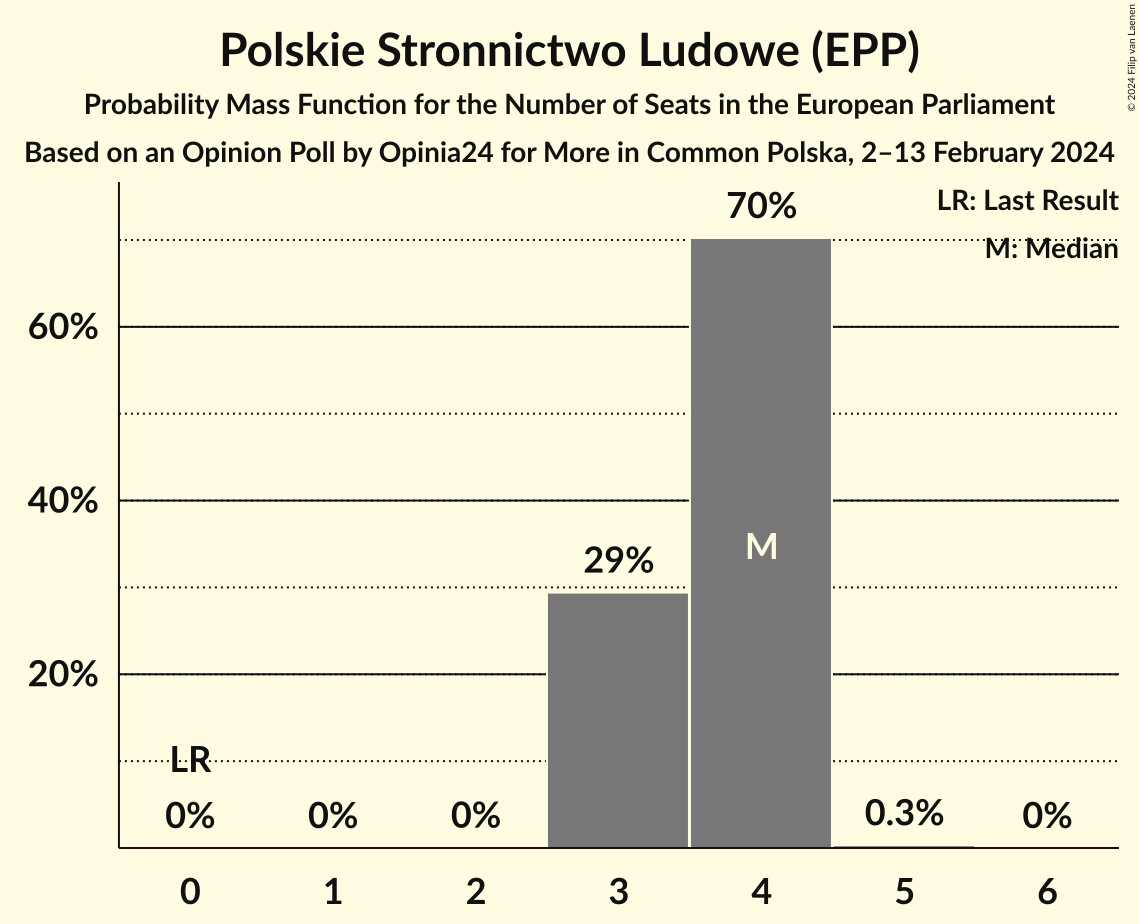 Polskie Stronnictwo Ludowe (EPP)
Probability Mass Function for the Number of Seats in the European Parliament
Based on an Opinion Poll by Opinia24 for More in Common Polska, 2–13 February 2024
© 2024 Filip van Laenen
LR: Last Result
M: Median
70%
60%
40%
M
29%
20%
LR
0%
0%
0%
0.3%
0%
0
1
2
3
4
5
6